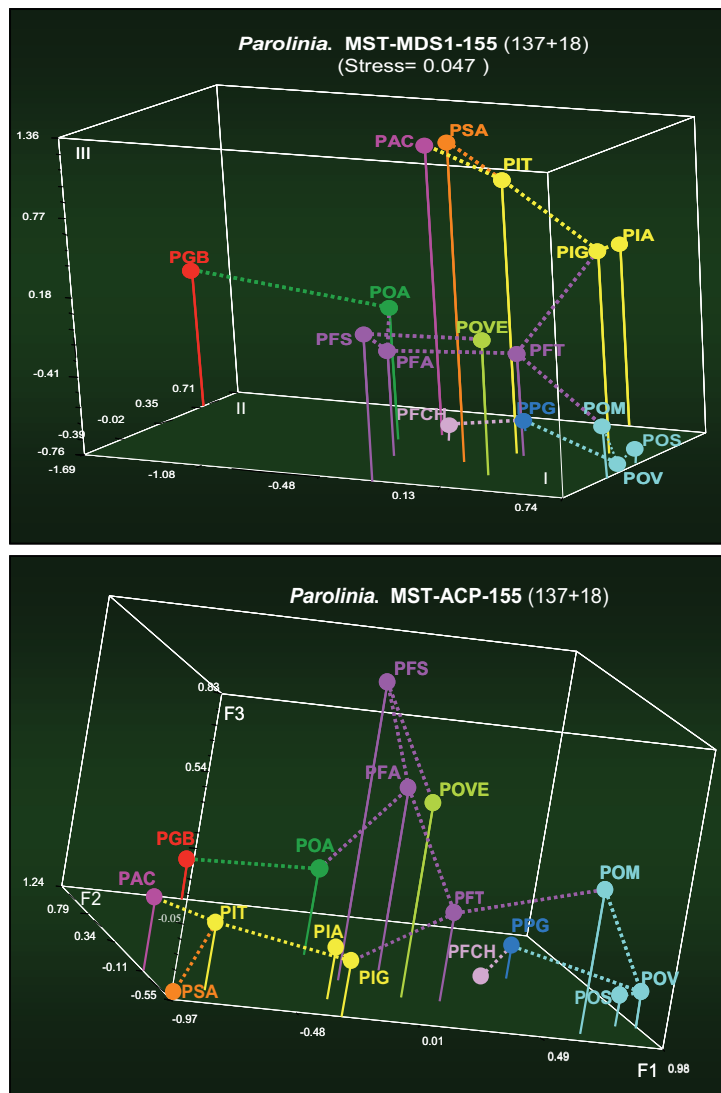 Parolinia. MST-MDS1-155 (137+18)
(Stress= 0.047 )
1.36
III
PSA
PAC
PIT
0.77
PIA
PIG
PGB
0.18
POA
POVE
PFS
PFA
PFT
-0.41
0.71
0.35
II
PFCH
PPG
POM
-0.02
-0.39
POS
-0.76
-1.69
I
POV
-1.08
-0.48
0.13
0.74
Parolinia. MST-ACP-155 (137+18)
PFS
0.83
F3
0.54
PFA
POVE
PGB
POA
POM
1.24
PAC
F2
0.79
PIT
-0.05
PFT
0.34
PIA
PPG
PFCH
-0.11
PIG
POV
-0.55
PSA
POS
-0.97
-0.48
0.01
0.49
F1
0.98